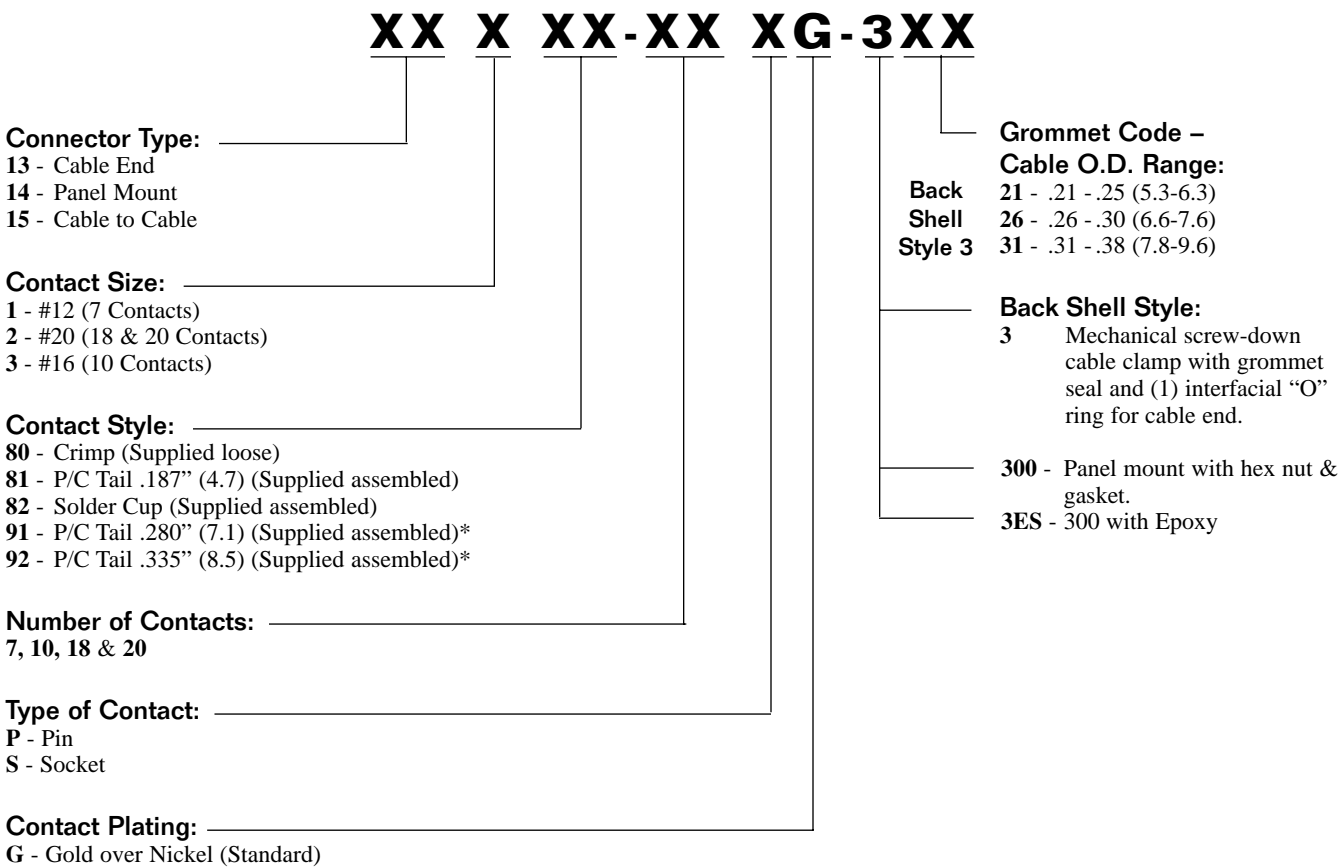 XX X XX-XX XG-3XX
Connector Type:
13 - Cable End
14 - Panel Mount
15 - Cable to Cable
Contact Size:
1 - #12 (7 Contacts)
2 - #20 (18 & 20 Contacts)
3 - #16 (10 Contacts)
Contact Style:
80 - Crimp (Supplied loose)
81 - P/C Tail .187” (4.7) (Supplied assembled)
82 - Solder Cup (Supplied assembled)
91 - P/C Tail .280” (7.1) (Supplied assembled)*
92 - P/C Tail .335” (8.5) (Supplied assembled)*
Number of Contacts:
7, 10, 18 & 20
Type of Contact:
P - Pin
S - Socket
Contact Plating:
G - Gold over Nickel (Standard)
Grommet Code –
Cable O.D. Range:
Back
Shell
Style 3
21 - .21 - .25 (5.3-6.3)
26 - .26 - .30 (6.6-7.6)
31 - .31 - .38 (7.8-9.6)
Back Shell Style:
3 Mechanical screw-down
cable clamp with grommet
seal and (1) interfacial “O”
ring for cable end.
300 - Panel mount with hex nut &
gasket.
3ES - 300 with Epoxy